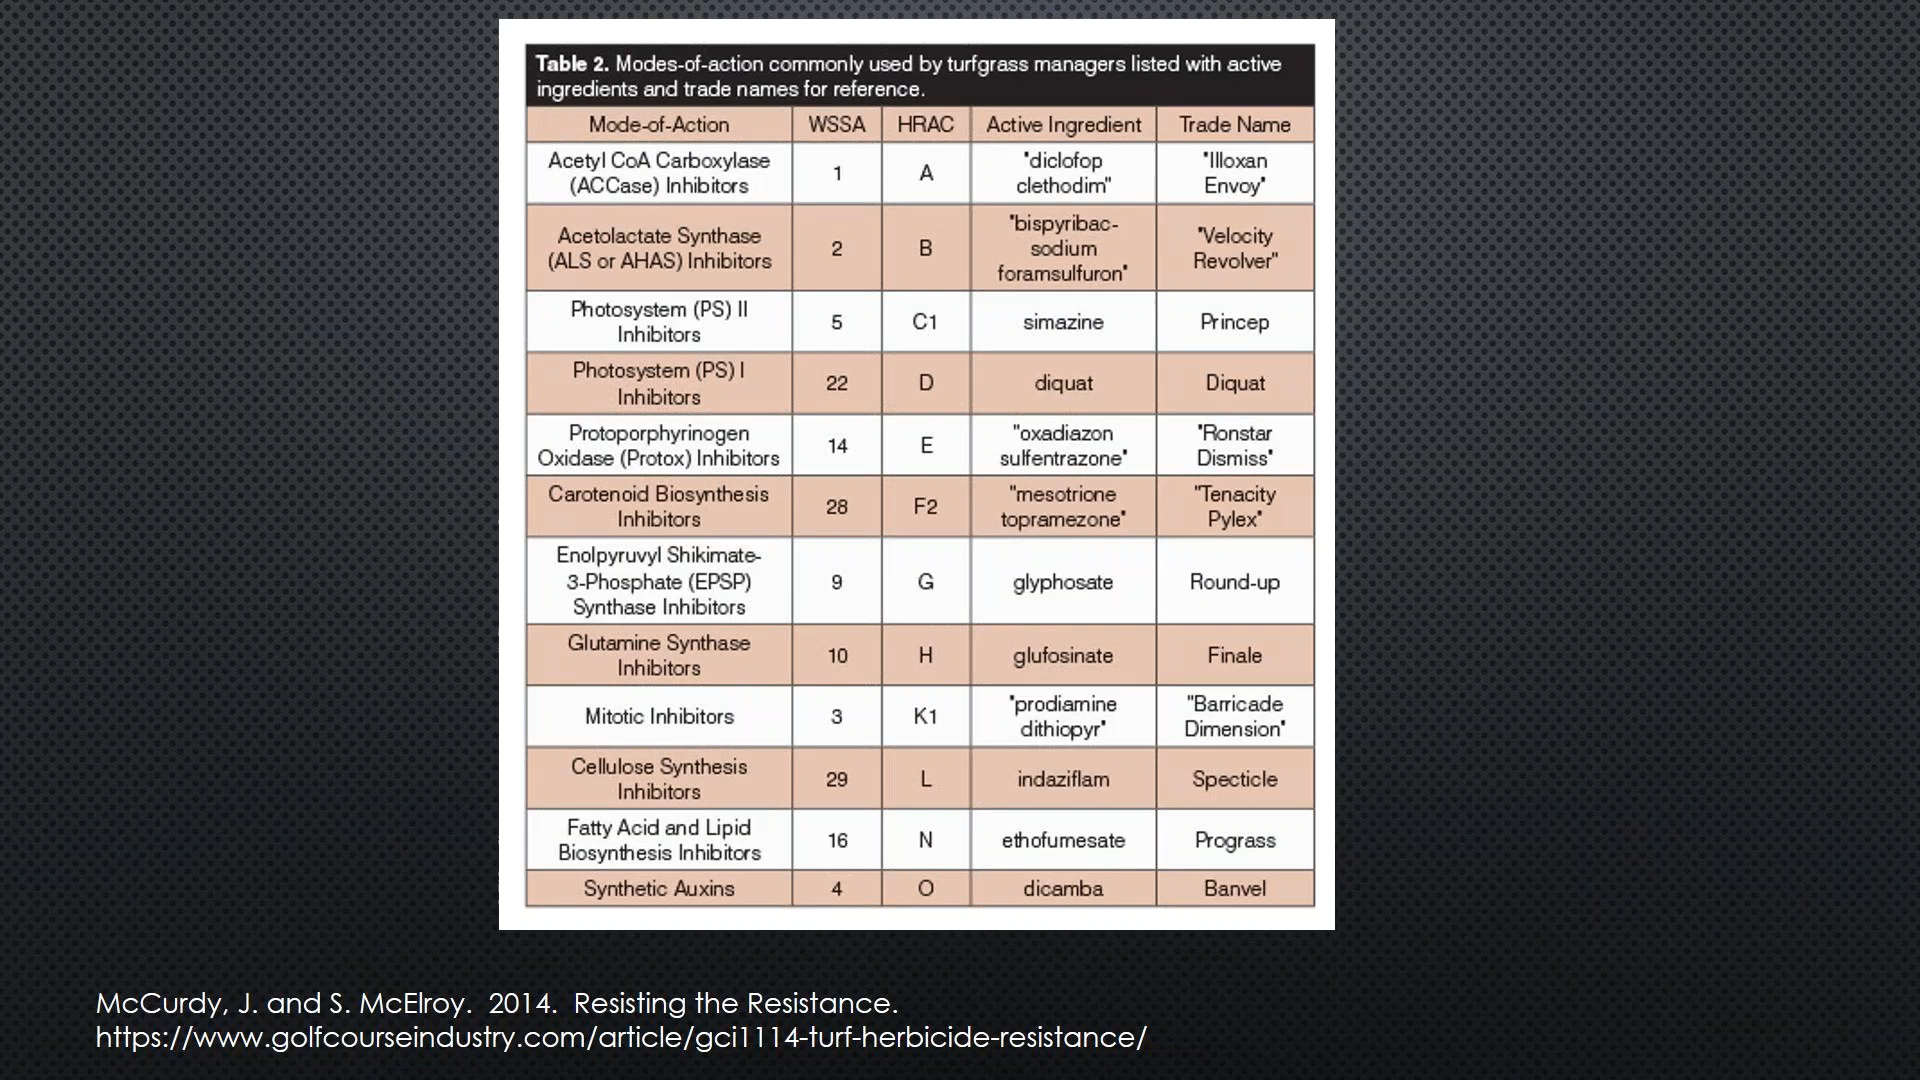 Table 2. Modes-of-action commonly used by turfgrass managers listed with active
ingredients and trade names for reference.
Mode-of-Action WSSA HRAC Active Ingredient Trade Name
Acetyl CoA Carboxylase
(ACCase) Inhibitors
1
A
"diclofop
clethodim"
"Illoxan
Envoy"
Acetolactate Synthase
(ALS or AHAS) Inhibitors
2
B
"bispyribac-
sodium
foramsulfuron"
"Velocity
Revolver"
Photosystem (PS) II
Inhibitors
5
C1
simazine
Princep
Photosystem (PS) I
Inhibitors
22
D
diquat
Diquat
Protoporphyrinogen
Oxidase (Protox) Inhibitors
14
E
"oxadiazon
sulfentrazone"
"Ronstar
Dismiss"
Carotenoid Biosynthesis
Inhibitors
28
F2
"mesotrione
topramezone"
"Tenacity
Pylex"
Enolpyruvyl Shikimate-
3-Phosphate (EPSP)
Synthase Inhibitors
9
G
glyphosate
Round-up
Glutamine Synthase
Inhibitors
10
H
glufosinate
Finale
Mitotic Inhibitors
3
K1
"prodiamine
dithiopyr"
"Barricade
Dimension"
Cellulose Synthesis
Inhibitors
29
L
indaziflam
Specticle
Fatty Acid and Lipid
Biosynthesis Inhibitors
16
N
ethofumesate
Prograss
Synthetic Auxins
4
O
dicamba
Banvel
McCurdy, J. and S. McElroy. 2014. Resisting the Resistance.
https://www.golfcourseindustry.com/article/gci1114-turf-herbicide-resistance/